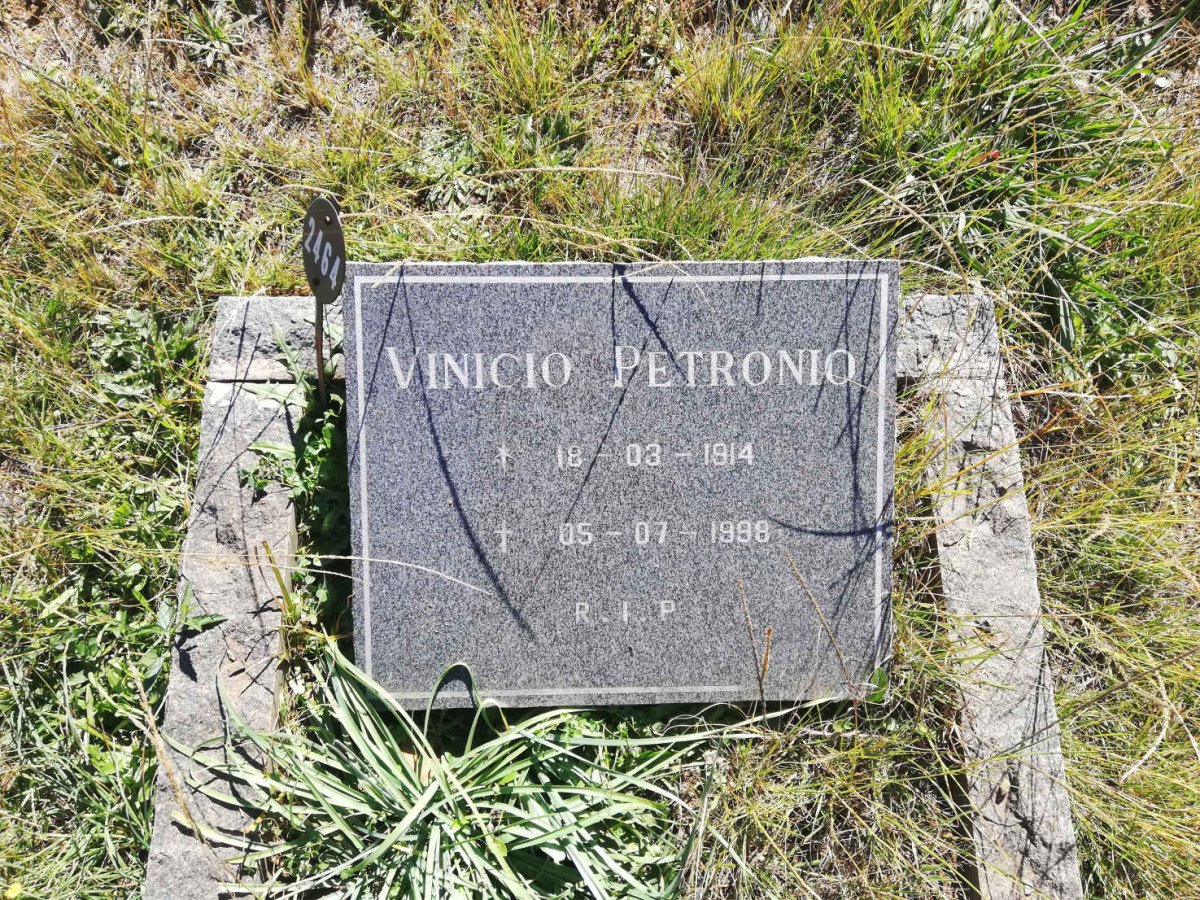 2464
VINICIO PETRONIO
18 - 03 - 1914
† 05 - 07 - 1998
R.I.P